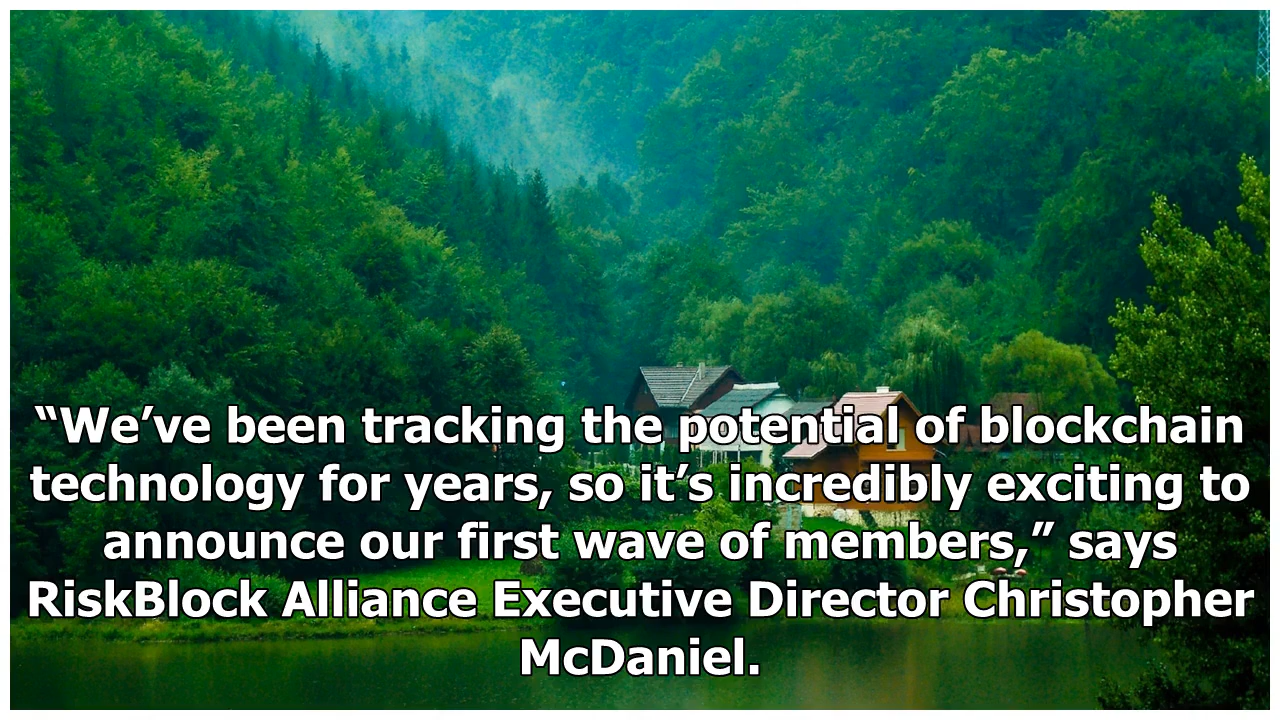 “We’ve been tracking the potential of blockchain
technology for years, so it’s incredibly exciting to
announce our first wave of members,” says
RiskBlock Alliance Executive Director Christopher
McDaniel.